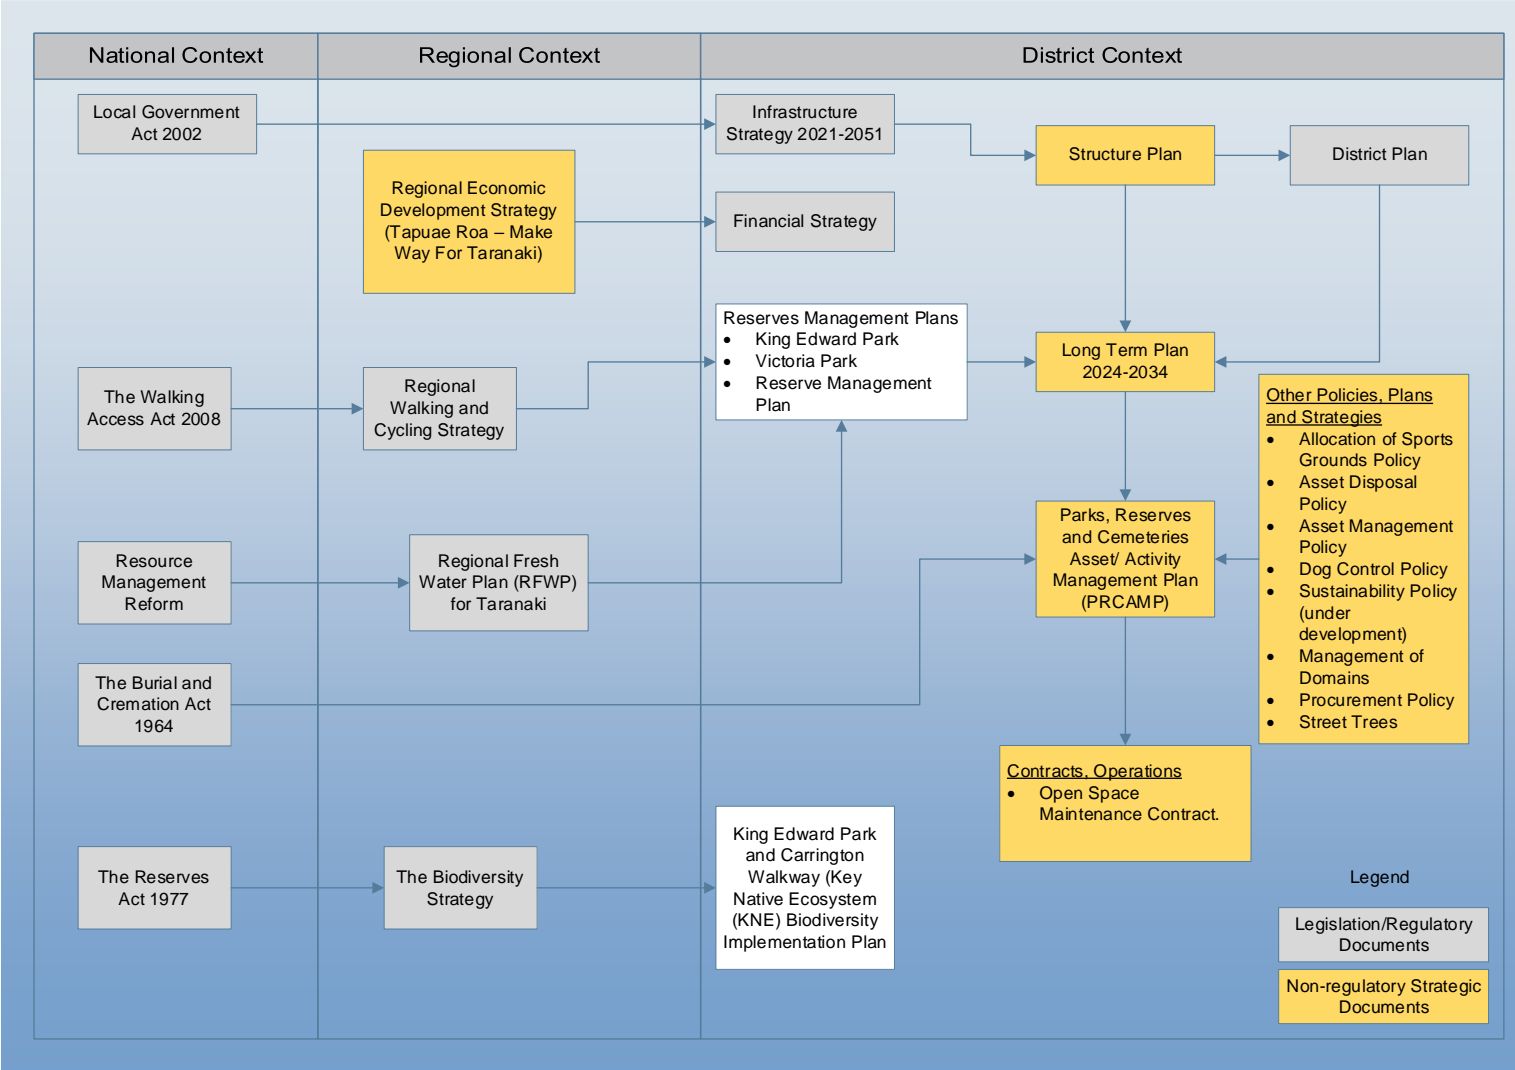 National Context
Regional Context
District Context
Local Government
Act 2002
Infrastructure
Strategy 2021-2051
Structure Plan
District Plan
Regional Economic
Development Strategy
(Tapuae Roa – Make
Way For Taranaki)
Financial Strategy
Reserves Management Plans
• King Edward Park
• Victoria Park
• Reserve Management
Plan
Long Term Plan
2024-2034
The Walking
Access Act 2008
Regional
Walking and
Cycling Strategy
Other Policies, Plans
and Strategies
• Allocation of Sports
Grounds Policy
• Asset Disposal
Policy
• Asset Management
Policy
• Dog Control Policy
• Sustainability Policy
(under
development)
• Management of
Domains
• Procurement Policy
• Street Trees
Resource
Management
Reform
Regional Fresh
Water Plan (RFWP)
for Taranaki
Parks, Reserves
and Cemeteries
Asset/ Activity
Management Plan
(PRCAMP)
The Burial and
Cremation Act
1964
Contracts, Operations
• Open Space
Maintenance Contract.
The Reserves
Act 1977
The Biodiversity
Strategy
King Edward Park
and Carrington
Walkway (Key
Native Ecosystem
(KNE) Biodiversity
Implementation Plan
Legend
Legislation/Regulatory
Documents
Non-regulatory Strategic
Documents